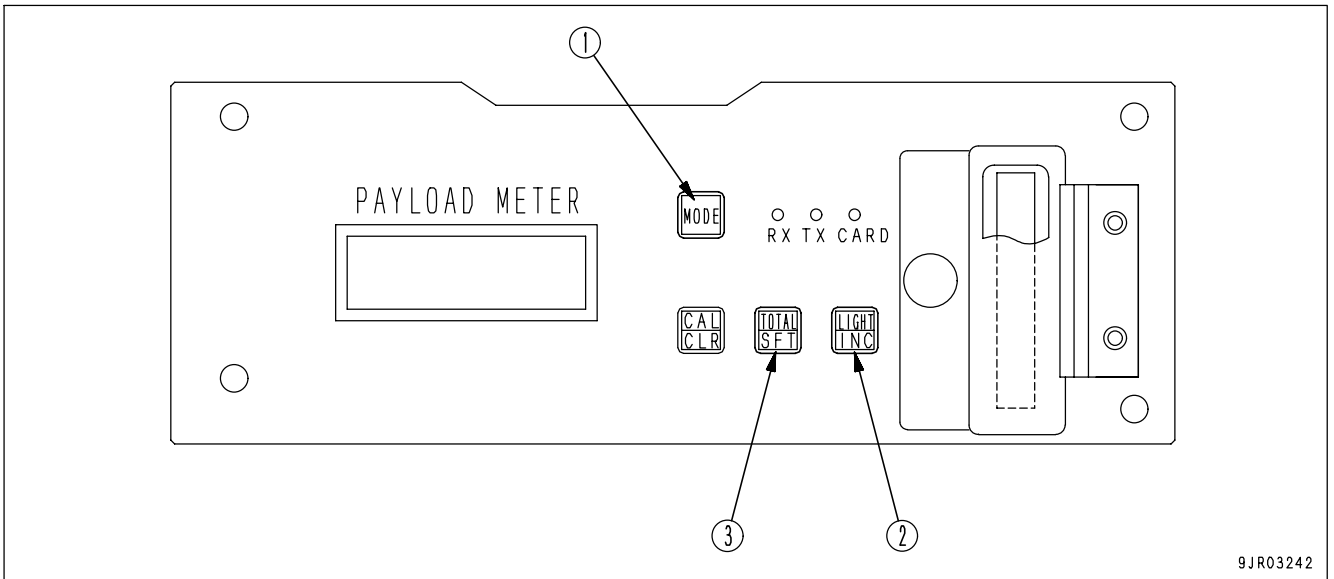 ①
PAYLOAD METER
MODE
RX TX CARD
CAL
CLR
TOTAL
SFT
LIGHT
INC
③
②
9JR03242